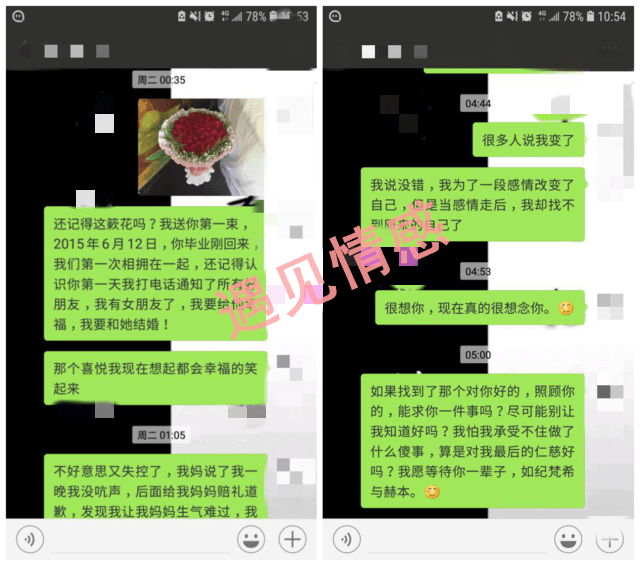 4G 78% 53
周二 00:35
还记得这簌花吗？我送你第一束，
2015年6月12日，你毕业刚回来，
我们第一次相拥在一起，还记得认
识你第一天我打电话通知了所有
朋友，我有女朋友了，我要给他幸
福，我要和她结婚！
那个喜悦我现在想起都会幸福的笑
起来
周二 01:05
不好意思又失控了，我妈说了我一
晚我没吭声，后面给我妈赔礼道
歉，发现我让我妈生气难过，我
4G 78% 10:54
04:44
很多人说我变了
我说没错，我为了一段感情改变了
自己，但是当感情走后，我却找不
到原来的自己了
04:53
很想你，现在真的很想念你。😊
05:00
如果找到了那个对你好的，照顾你
的，能求你一件事吗？尽可能别让
我知道好吗？我怕我承受不住做了
什么傻事，算是对我最后的仁慈好
吗？我愿等待你一辈子，如纪梵希
与赫本。😊
遇见情感